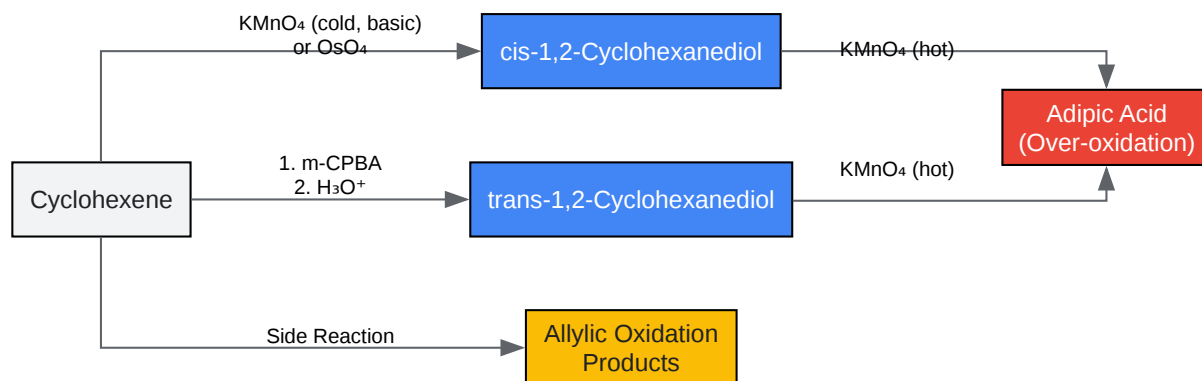 KMnO₄ (cold, basic)
or OsO₄
cis-1,2-Cyclohexanediol
KMnO₄ (hot)
Adipic Acid
(Over-oxidation)
Cyclohexene
1. m-CPBA
2. H₃O⁺
trans-1,2-Cyclohexanediol
KMnO₄ (hot)
Side Reaction
Allylic Oxidation
Products